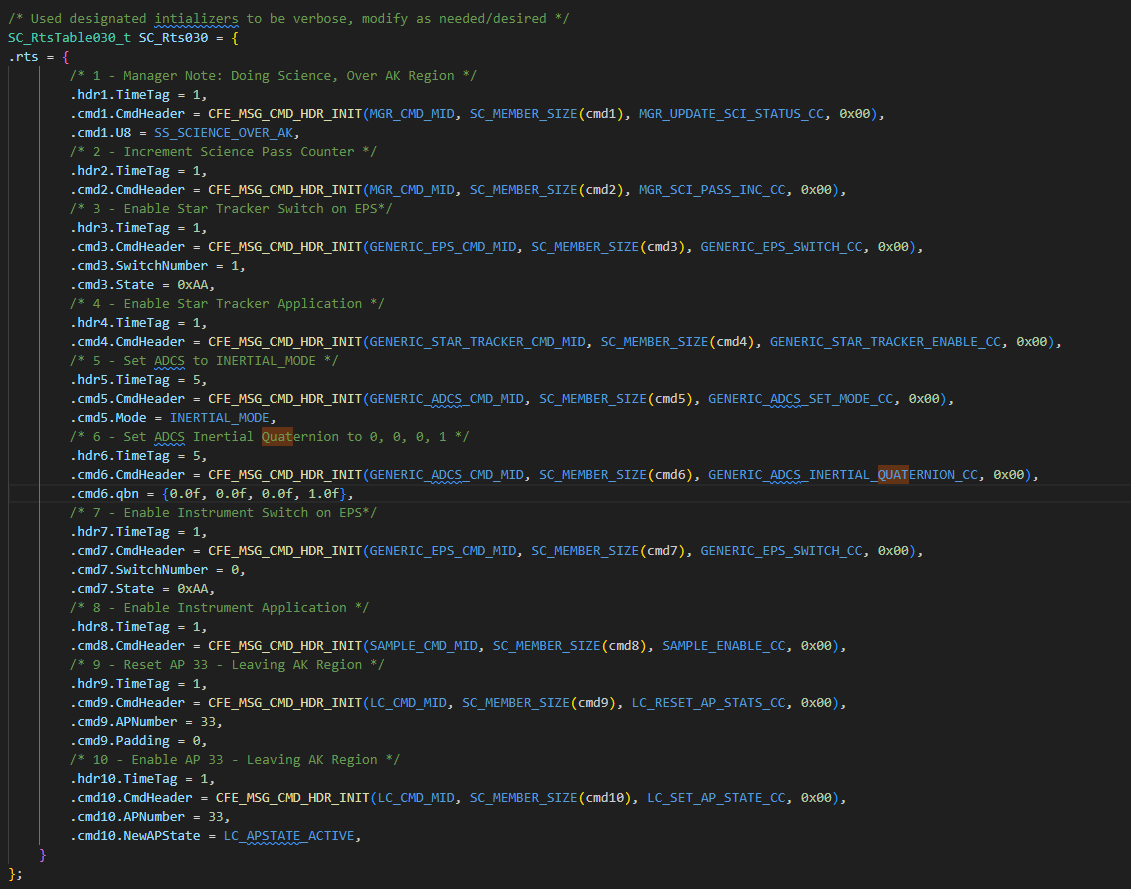 /* Used designated intializers to be verbose, modify as needed/desired */
SC_RtsTable030_t SC_Rts030 = {
.rts = {
/* 1 - Manager Note: Doing Science, Over AK Region */
.hdr1.TimeTag = 1,
.cmd1.CmdHeader = CFE_MSG_CMD_HDR_INIT(MGR_CMD_MID, SC_MEMBER_SIZE(cmd1), MGR_UPDATE_SCI_STATUS_CC, 0x00),
.cmd1.U8 = SS_SCIENCE_OVER_AK,
/* 2 - Increment Science Pass Counter */
.hdr2.TimeTag = 1,
.cmd2.CmdHeader = CFE_MSG_CMD_HDR_INIT(MGR_CMD_MID, SC_MEMBER_SIZE(cmd2), MGR_SCI_PASS_INC_CC, 0x00),
/* 3 - Enable Star Tracker Switch on EPS*/
.hdr3.TimeTag = 1,
.cmd3.CmdHeader = CFE_MSG_CMD_HDR_INIT(GENERIC_EPS_CMD_MID, SC_MEMBER_SIZE(cmd3), GENERIC_EPS_SWITCH_CC, 0x00),
.cmd3.SwitchNumber = 1,
.cmd3.State = 0xAA,
/* 4 - Enable Star Tracker Application */
.hdr4.TimeTag = 1,
.cmd4.CmdHeader = CFE_MSG_CMD_HDR_INIT(GENERIC_STAR_TRACKER_CMD_MID, SC_MEMBER_SIZE(cmd4), GENERIC_STAR_TRACKER_ENABLE_CC, 0x00),
/* 5 - Set ADCS to INERTIAL_MODE */
.hdr5.TimeTag = 5,
.cmd5.CmdHeader = CFE_MSG_CMD_HDR_INIT(GENERIC_ADCS_CMD_MID, SC_MEMBER_SIZE(cmd5), GENERIC_ADCS_SET_MODE_CC, 0x00),
.cmd5.Mode = INERTIAL_MODE,
/* 6 - Set ADCS Inertial Quaternion to 0, 0, 0, 1 */
.hdr6.TimeTag = 5,
.cmd6.CmdHeader = CFE_MSG_CMD_HDR_INIT(GENERIC_ADCS_CMD_MID, SC_MEMBER_SIZE(cmd6), GENERIC_ADCS_INERTIAL_QUATERNION_CC, 0x00),
.cmd6.qbn = {0.0f, 0.0f, 0.0f, 1.0f},
/* 7 - Enable Instrument Switch on EPS*/
.hdr7.TimeTag = 1,
.cmd7.CmdHeader = CFE_MSG_CMD_HDR_INIT(GENERIC_EPS_CMD_MID, SC_MEMBER_SIZE(cmd7), GENERIC_EPS_SWITCH_CC, 0x00),
.cmd7.SwitchNumber = 0,
.cmd7.State = 0xAA,
/* 8 - Enable Instrument Application */
.hdr8.TimeTag = 1,
.cmd8.CmdHeader = CFE_MSG_CMD_HDR_INIT(SAMPLE_CMD_MID, SC_MEMBER_SIZE(cmd8), SAMPLE_ENABLE_CC, 0x00),
/* 9 - Reset AP 33 - Leaving AK Region */
.hdr9.TimeTag = 1,
.cmd9.CmdHeader = CFE_MSG_CMD_HDR_INIT(LC_CMD_MID, SC_MEMBER_SIZE(cmd9), LC_RESET_AP_STATS_CC, 0x00),
.cmd9.APNumber = 33,
.cmd9.Padding = 0,
/* 10 - Enable AP 33 - Leaving AK Region */
.hdr10.TimeTag = 1,
.cmd10.CmdHeader = CFE_MSG_CMD_HDR_INIT(LC_CMD_MID, SC_MEMBER_SIZE(cmd10), LC_SET_AP_STATE_CC, 0x00),
.cmd10.APNumber = 33,
.cmd10.NewAPState = LC_APSTATE_ACTIVE,
}
};